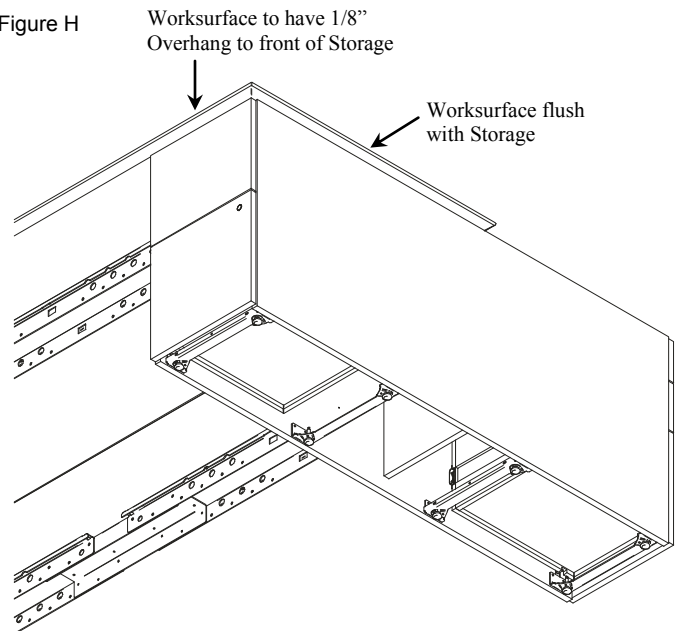 Figure H
Worksurface to have 1/8”
Overhang to front of Storage
Worksurface flush
with Storage